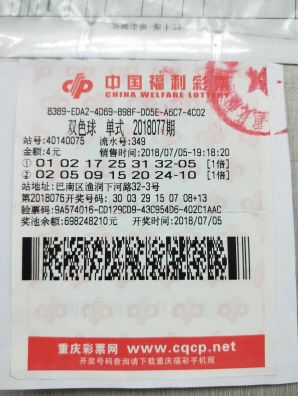 中国福利彩票
CHINA WELFARE LOTTERY
8389-EDA2-4D69-B98F-D05E-A6C7-4C02
双色球 单式 2018077期
站号:40140075 流水号:349
金额:4元 销售时间:2018/07/05-19:18:20
① 01 02 17 25 31 32-05 [1倍]
② 02 05 09 15 20 24-10 [1倍]
站址:巴南区渔洞下河路32-3号
第2018076开奖号码:30 03 29 15 07 08+13
验票码:9A574016-CD129CD9-43C954D6-402C1AAC
奖池余额:698248210元 开奖时间:2018/07/05
重庆彩票网 www.cqcp.net
开奖号码查询请下载重庆福彩手机报